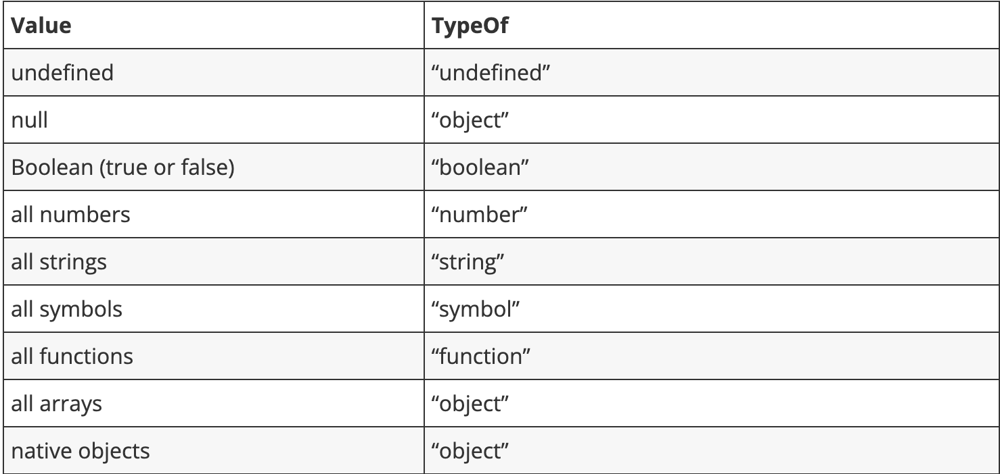 Value TypeOf
undefined “undefined”
null “object”
Boolean (true or false) “boolean”
all numbers “number”
all strings “string”
all symbols “symbol”
all functions “function”
all arrays “object”
native objects “object”